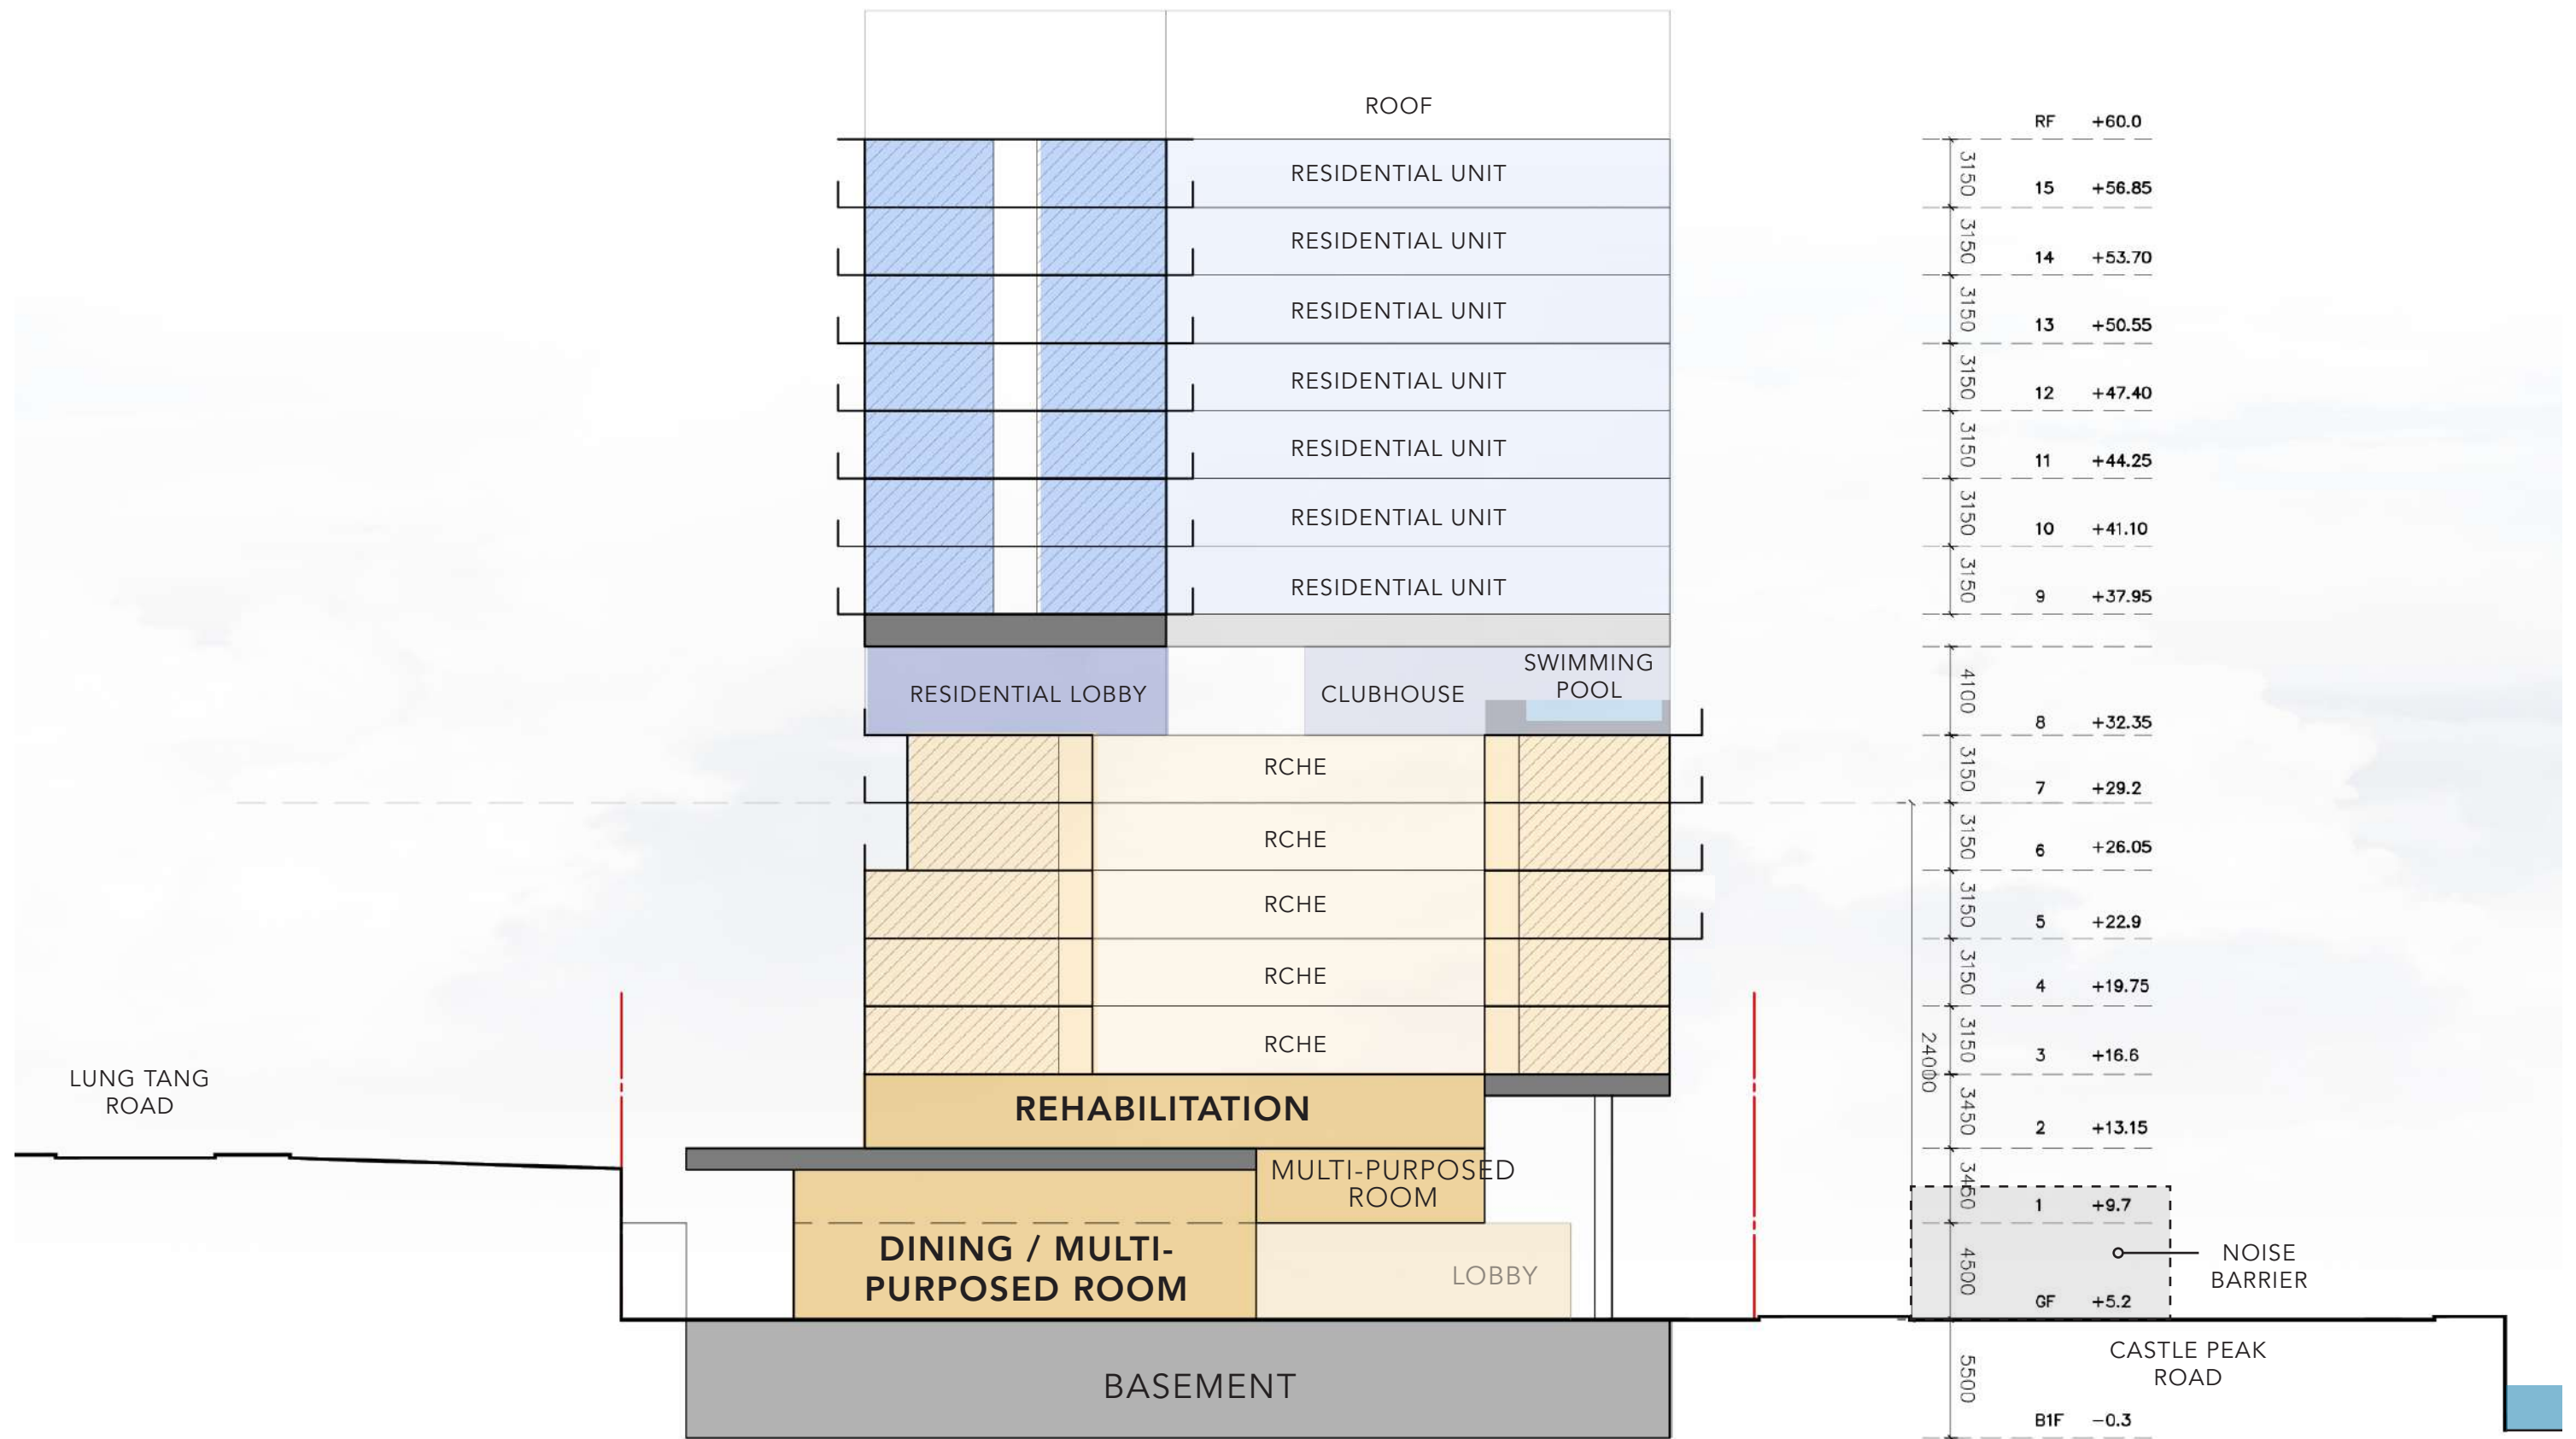 ROOF
RF +60.0
RESIDENTIAL UNIT
3150
15 +56.85
RESIDENTIAL UNIT
3150
14 +53.70
RESIDENTIAL UNIT
3150
13 +50.55
RESIDENTIAL UNIT
3150
12 +47.40
RESIDENTIAL UNIT
3150
11 +44.25
RESIDENTIAL UNIT
3150
10 +41.10
RESIDENTIAL UNIT
3150
9 +37.95
RESIDENTIAL LOBBY
CLUBHOUSE
SWIMMING
POOL
4100
8 +32.35
RCHE
3150
7 +29.2
RCHE
3150
6 +26.05
RCHE
3150
5 +22.9
RCHE
3150
4 +19.75
RCHE
3150
3 +16.6
24000
LUNG TANG
ROAD
REHABILITATION
3450
2 +13.15
MULTI-PURPOSED
ROOM
3450
1 +9.7
DINING / MULTI-
PURPOSED ROOM
LOBBY
4500
GF +5.2
NOISE
BARRIER
CASTLE PEAK
ROAD
BASEMENT
5500
B1F -0.3